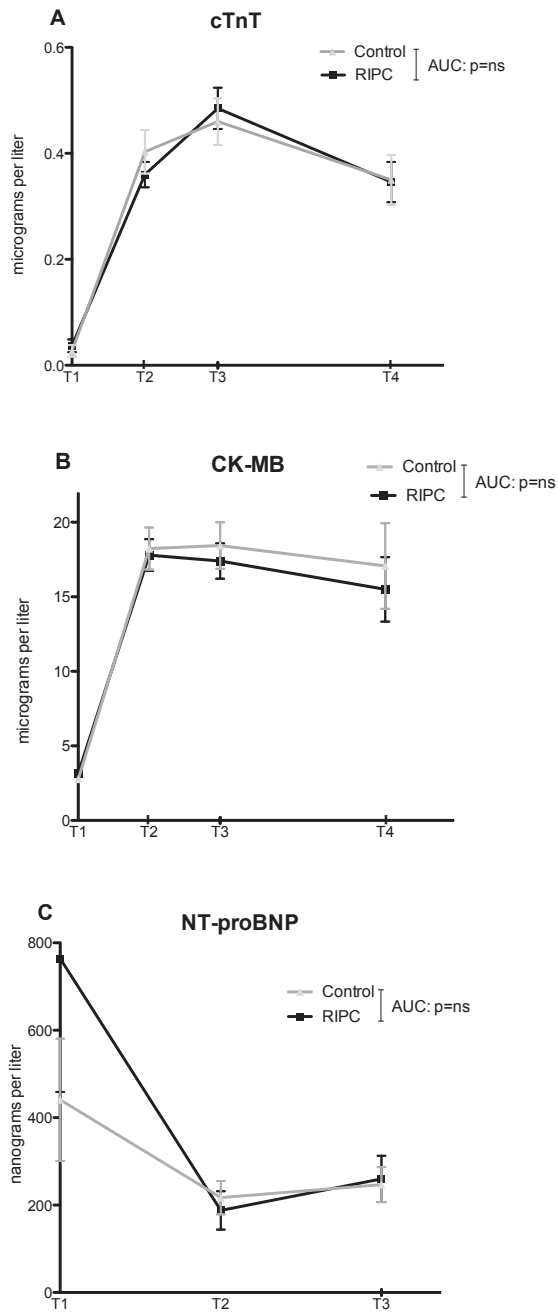 A
cTnT
Control
RIPC
AUC: p=ns
micrograms per liter
0.6
0.4
0.2
0.0
T1 T2 T3 T4
B
CK-MB
Control
RIPC
AUC: p=ns
micrograms per liter
20
15
10
5
0
T1 T2 T3 T4
C
NT-proBNP
Control
RIPC
AUC: p=ns
nanograms per liter
800
600
400
200
0
T1 T2 T3